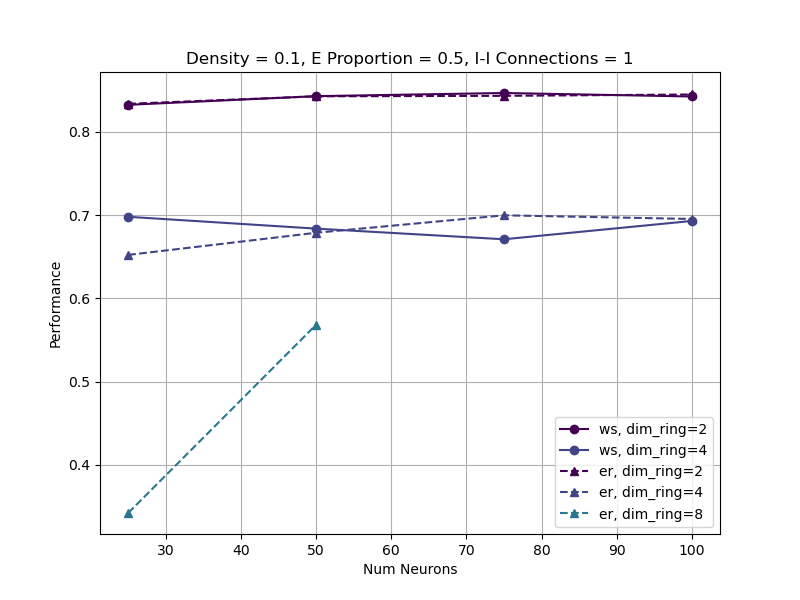 Density = 0.1, E Proportion = 0.5, I-I Connections = 1
Performance
0.8
0.7
0.6
0.5
0.4
30 40 50 60 70 80 90 100
Num Neurons
ws, dim_ring=2
ws, dim_ring=4
er, dim_ring=2
er, dim_ring=4
er, dim_ring=8